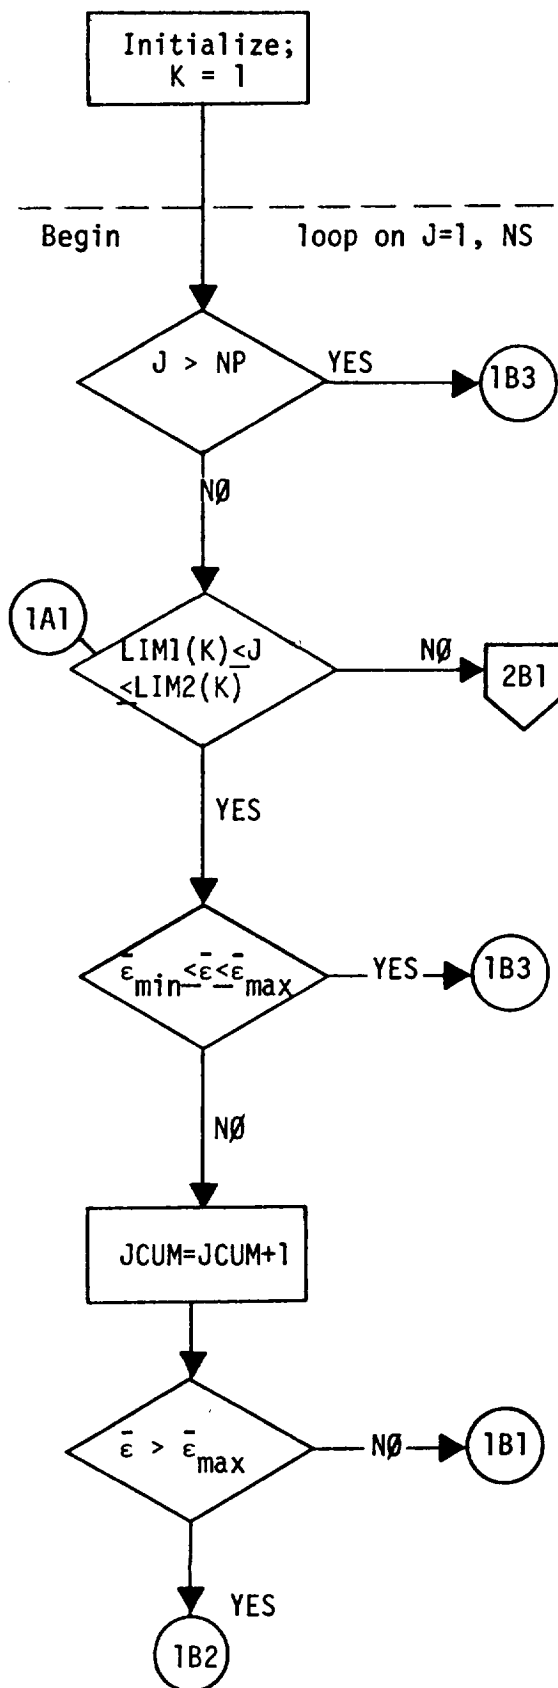 Initialize;
K = 1
Begin loop on J=1, NS
J > NP
YES
1B3
NØ
1A1
LIM1(K)≤J
≤LIM2(K)
NØ
2B1
YES
ε̄min≤ε̄≤ε̄max
YES
1B3
NØ
JCUM=JCUM+1
ε̄ > ε̄max
NØ
1B1
YES
1B2